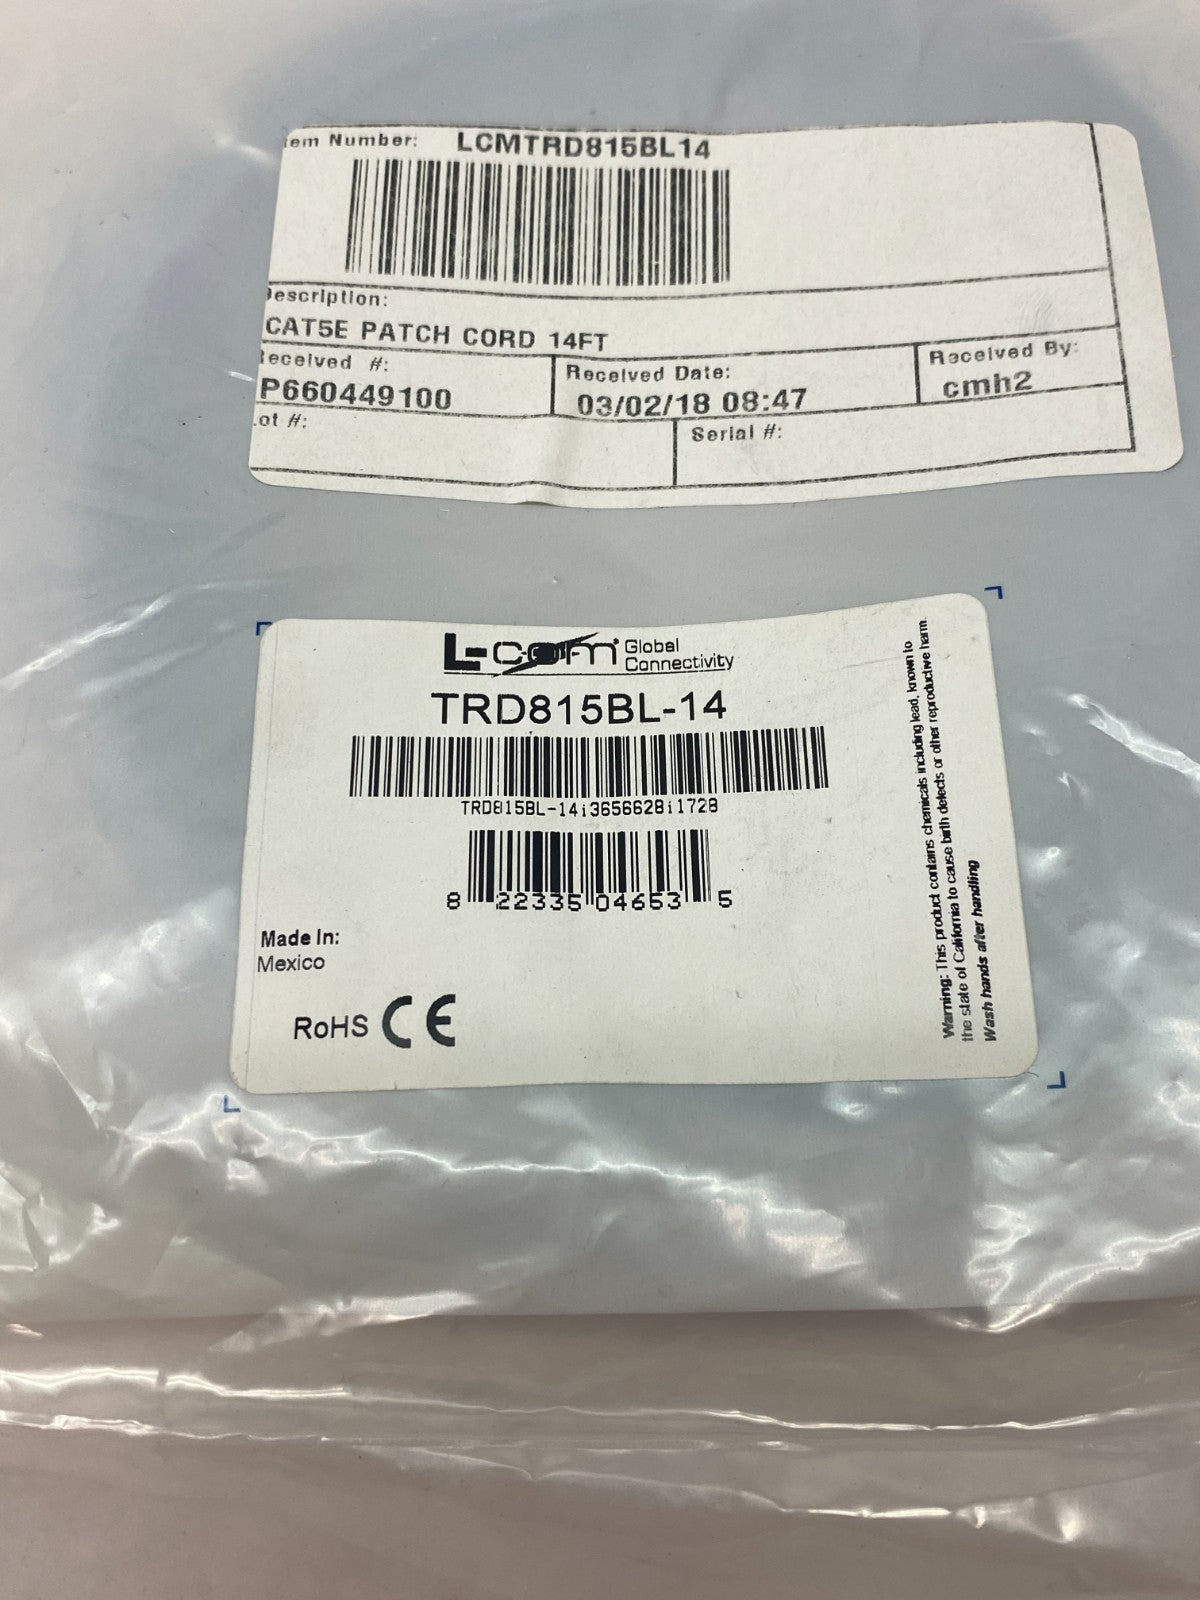 tem Number: LCMTRD815BL14
Description:
CAT5E PATCH CORD 14FT
Received #:
P660449100
Received Date:
03/02/18 08:47
Received By:
cmh2
Lot #:
Serial #:
L-com Global
Connectivity
TRD815BL-14
TRD815BL-14i3656628i1728
8 22335 04653 5
Made In:
Mexico
RoHS CE
Warning: This product contains chemicals including lead, known to
the state of California to cause birth defects or other reproductive harm.
Wash hands after handling